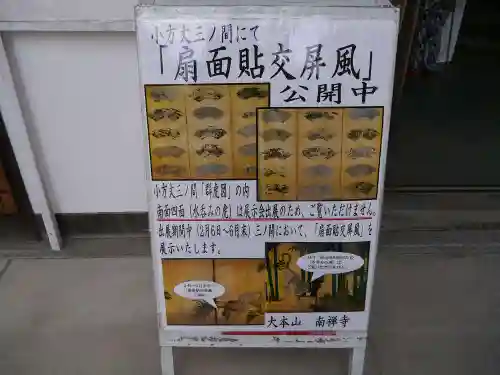 小方丈三ノ間にて
「扇面貼交屏風」
公開中
小方丈三ノ間「群虎図」の内
南面四面（水呑みの虎）は展示会出展のため、ご覧いただけません。
出展期間中（2月6日～6月末）三ノ間において、「扇面貼交屏風」を
展示いたします。
大本山　南禅寺